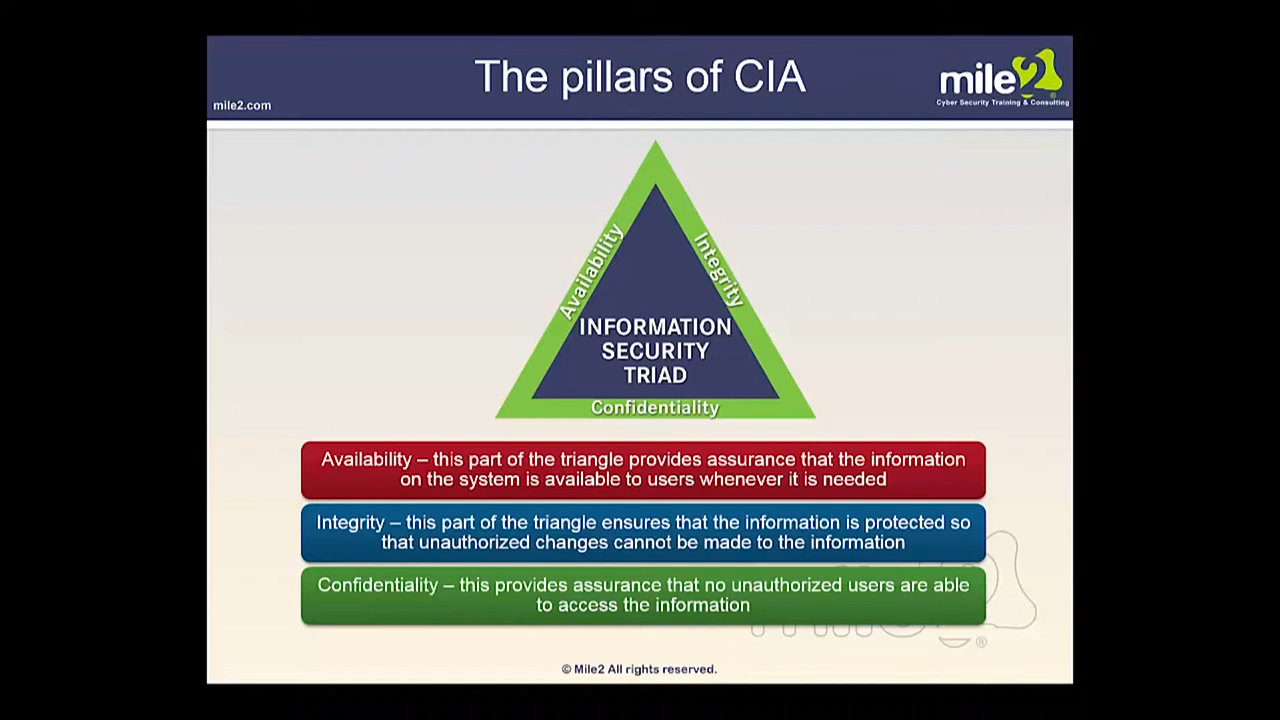 The pillars of CIA
mile2.com
mile2
®
Cyber Security Training & Consulting
Availability
Integrity
INFORMATION
SECURITY
TRIAD
Confidentiality
Availability – this part of the triangle provides assurance that the information
on the system is available to users whenever it is needed
Integrity – this part of the triangle ensures that the information is protected so
that unauthorized changes cannot be made to the information
Confidentiality – this provides assurance that no unauthorized users are able
to access the information
mile2
®
© Mile2 All rights reserved.